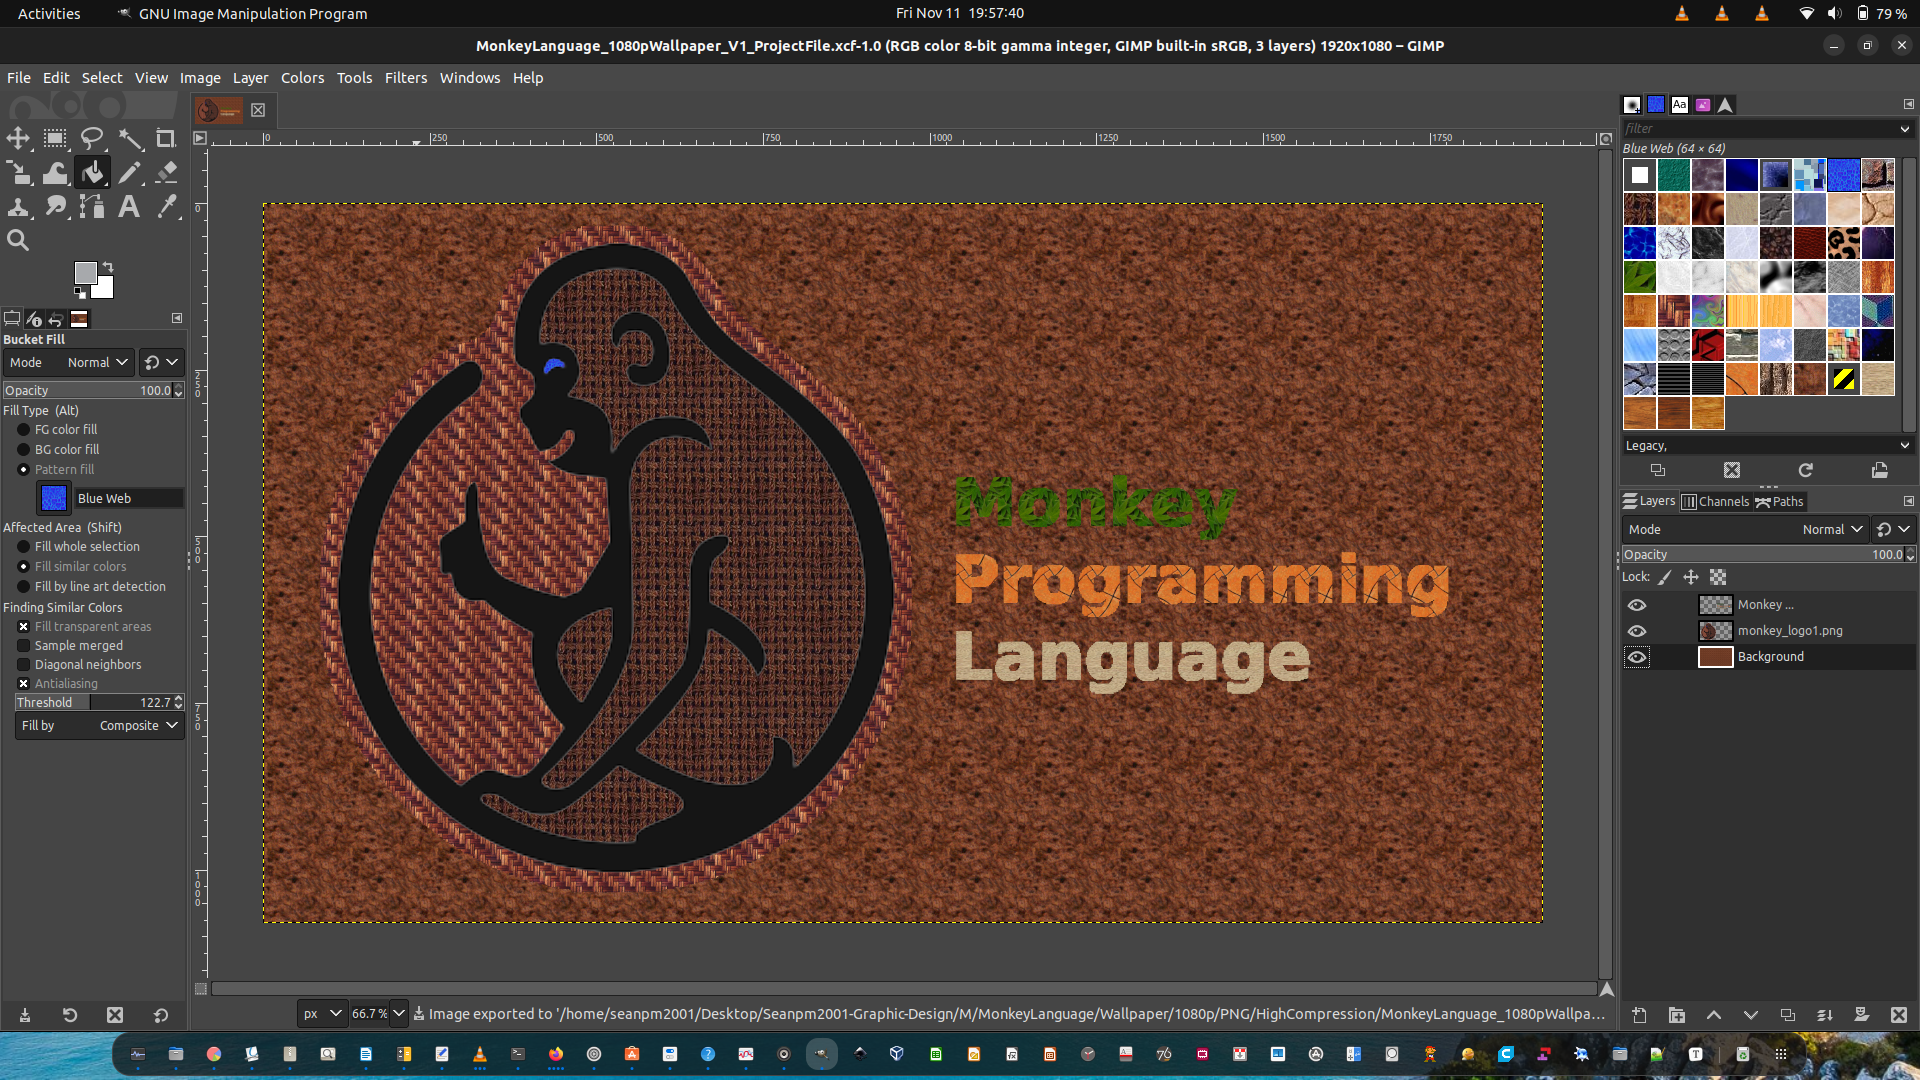 Activities
GNU Image Manipulation Program
Fri Nov 11 19:57:40
79 %
MonkeyLanguage_1080pWallpaper_V1_ProjectFile.xcf-1.0 (RGB color 8-bit gamma integer, GIMP built-in sRGB, 3 layers) 1920x1080 – GIMP
File Edit Select View Image Layer Colors Tools Filters Windows Help
0 250 500 750 1000 1250 1500 1750
0
250
500
750
1000
Bucket Fill
Mode Normal
Opacity 100.0
Fill Type (Alt)
FG color fill
BG color fill
Pattern fill
Blue Web
Affected Area (Shift)
Fill whole selection
Fill similar colors
Fill by line art detection
Finding Similar Colors
Fill transparent areas
Sample merged
Diagonal neighbors
Antialiasing
Threshold 122.7
Fill by Composite
Monkey
Programming
Language
Aa
filter
Blue Web (64 × 64)
Legacy,
Layers Channels Paths
Mode Normal
Opacity 100.0
Lock:
Monkey ...
monkey_logo1.png
Background
px 66.7 % Image exported to '/home/seanpm2001/Desktop/Seanpm2001-Graphic-Design/M/MonkeyLanguage/Wallpaper/1080p/PNG/HighCompression/MonkeyLanguage_1080pWallpa…